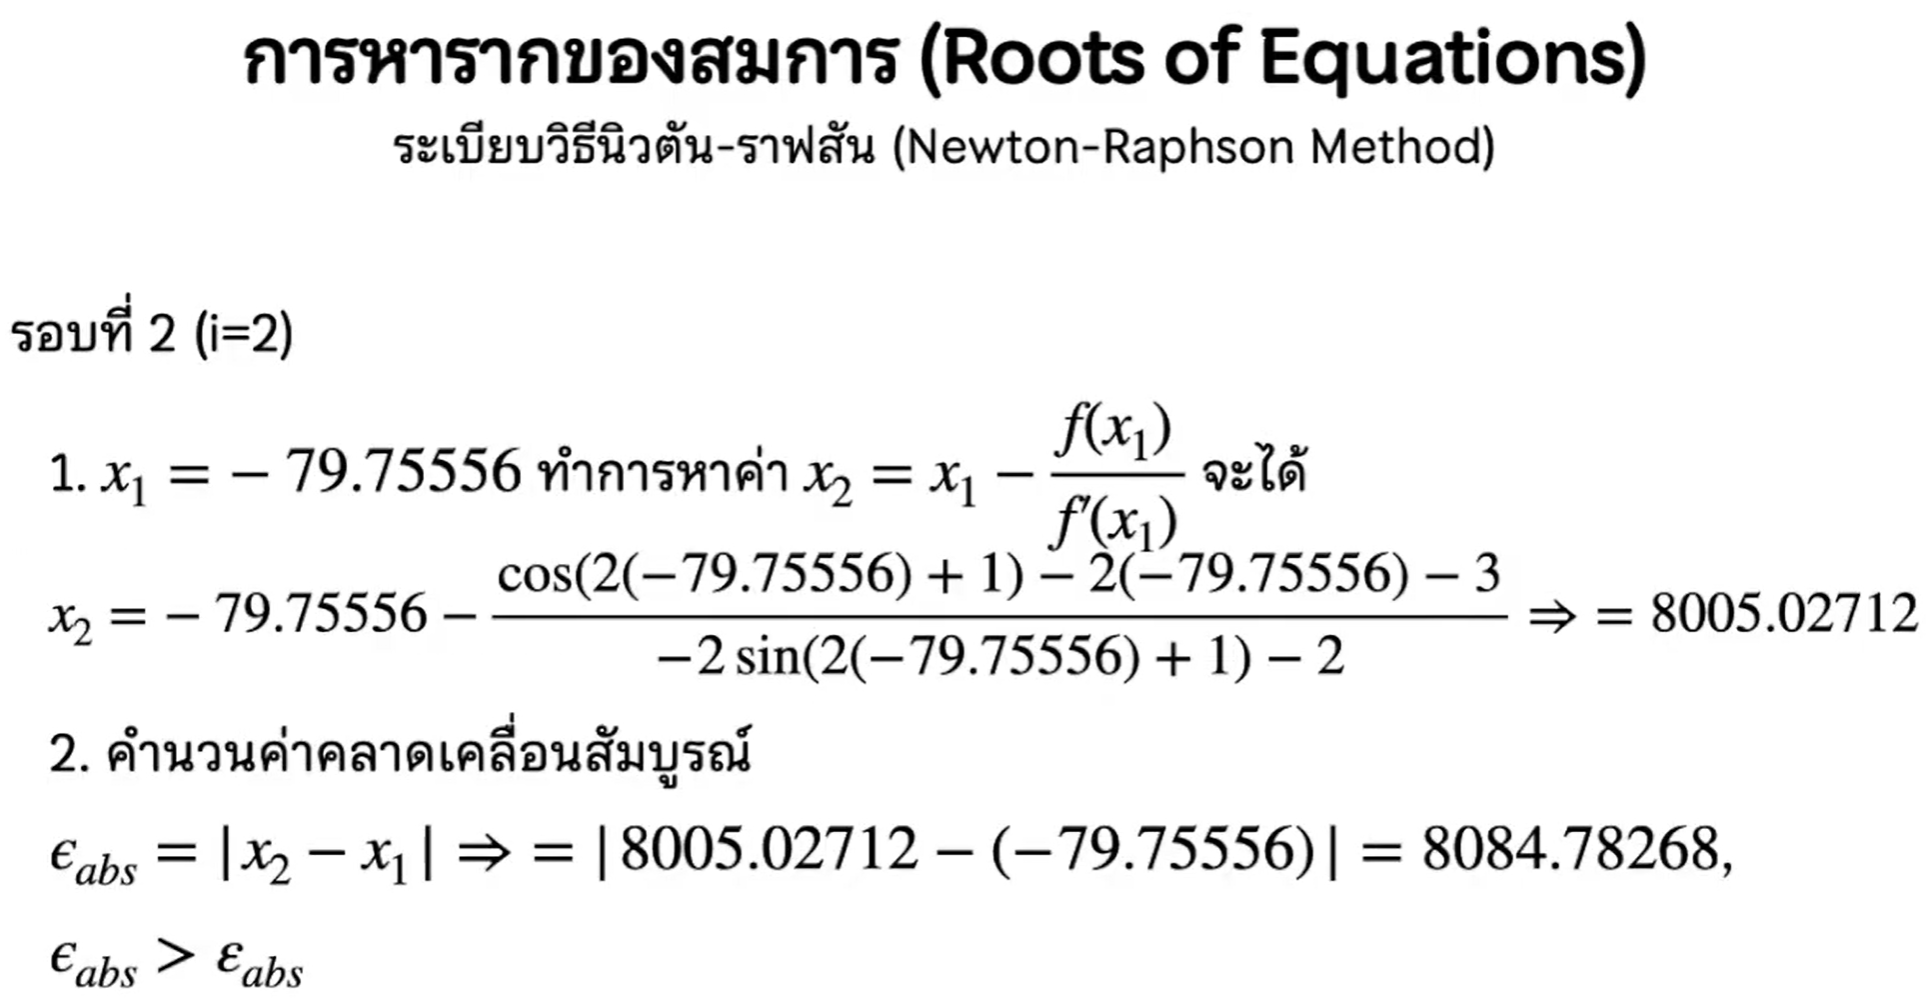 การหารากของสมการ (Roots of Equations)
ระเบียบวิธีนิวตัน-ราฟสัน (Newton-Raphson Method)
รอบที่ 2 (i=2)
1. x₁ = − 79.75556 ทำการหาค่า x₂ = x₁ − f(x₁) / f′(x₁) จะได้
x₂ = − 79.75556 − cos(2(−79.75556) + 1) − 2(−79.75556) − 3 / −2 sin(2(−79.75556) + 1) − 2 ⇒ = 8005.02712
2. คำนวนค่าคลาดเคลื่อนสัมบูรณ์
ϵabs = |x₂ − x₁| ⇒ = |8005.02712 − (−79.75556)| = 8084.78268,
ϵabs > εabs